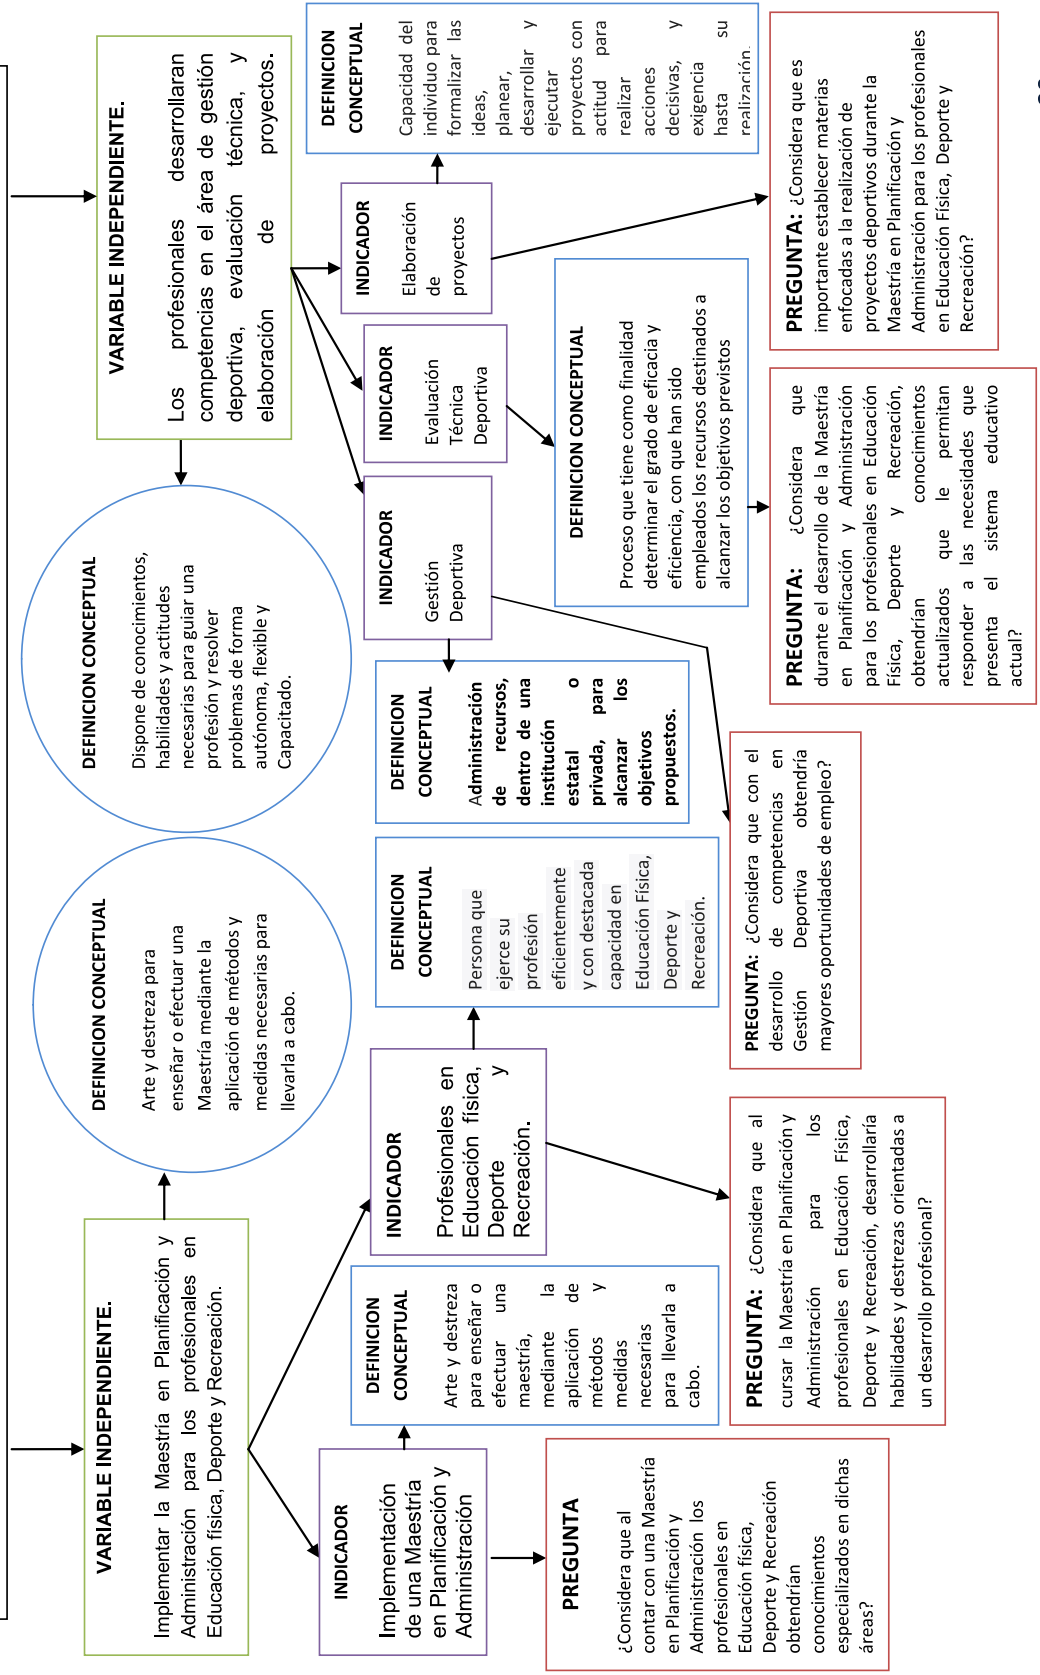 VARIABLE INDEPENDIENTE.
Implementar la Maestría en Planificación y
Administración para los profesionales en
Educación física, Deporte y Recreación.
DEFINICION CONCEPTUAL
Arte y destreza para
enseñar o efectuar una
Maestría mediante la
aplicación de métodos y
medidas necesarias para
llevarla a cabo.
DEFINICION CONCEPTUAL
Dispone de conocimientos,
habilidades y actitudes
necesarias para guiar una
profesión y resolver
problemas de forma
autónoma, flexible y
Capacitado.
VARIABLE INDEPENDIENTE.
Los profesionales desarrollaran
competencias en el área de gestión
deportiva, evaluación técnica, y
elaboración de proyectos.
INDICADOR
Implementación
de una Maestría
en Planificación y
Administración
DEFINICION
CONCEPTUAL
Arte y destreza
para enseñar o
efectuar una
maestría,
mediante la
aplicación de
métodos y
medidas
necesarias
para llevarla a
cabo.
INDICADOR
Profesionales en
Educación física,
Deporte y
Recreación.
DEFINICION
CONCEPTUAL
Persona que
ejerce su
profesión
eficientemente
y con destacada
capacidad en
Educación Física,
Deporte y
Recreación.
DEFINICION
CONCEPTUAL
Administración
de recursos,
dentro de una
institución
estatal o
privada, para
alcanzar los
objetivos
propuestos.
INDICADOR
Gestión
Deportiva
INDICADOR
Evaluación
Técnica
Deportiva
INDICADOR
Elaboración
de
proyectos
DEFINICION
CONCEPTUAL
Capacidad del
individuo para
formalizar las
ideas,
planear,
desarrollar y
ejecutar
proyectos con
actitud para
realizar
acciones
decisivas, y
exigencia
hasta su
realización.
DEFINICION CONCEPTUAL
Proceso que tiene como finalidad
determinar el grado de eficacia y
eficiencia, con que han sido
empleados los recursos destinados a
alcanzar los objetivos previstos
PREGUNTA
¿Considera que al
contar con una Maestría
en Planificación y
Administración los
profesionales en
Educación física,
Deporte y Recreación
obtendrían
conocimientos
especializados en dichas
áreas?
PREGUNTA: ¿Considera que al
cursar la Maestría en Planificación y
Administración para los
profesionales en Educación Física,
Deporte y Recreación, desarrollaría
habilidades y destrezas orientadas a
un desarrollo profesional?
PREGUNTA: ¿Considera que con el
desarrollo de competencias en
Gestión Deportiva obtendría
mayores oportunidades de empleo?
PREGUNTA: ¿Considera que
durante el desarrollo de la Maestría
en Planificación y Administración
para los profesionales en Educación
Física, Deporte y Recreación,
obtendrían conocimientos
actualizados que le permitan
responder a las necesidades que
presenta el sistema educativo
actual?
PREGUNTA: ¿Considera que es
importante establecer materias
enfocadas a la realización de
proyectos deportivos durante la
Maestría en Planificación y
Administración para los profesionales
en Educación Física, Deporte y
Recreación?